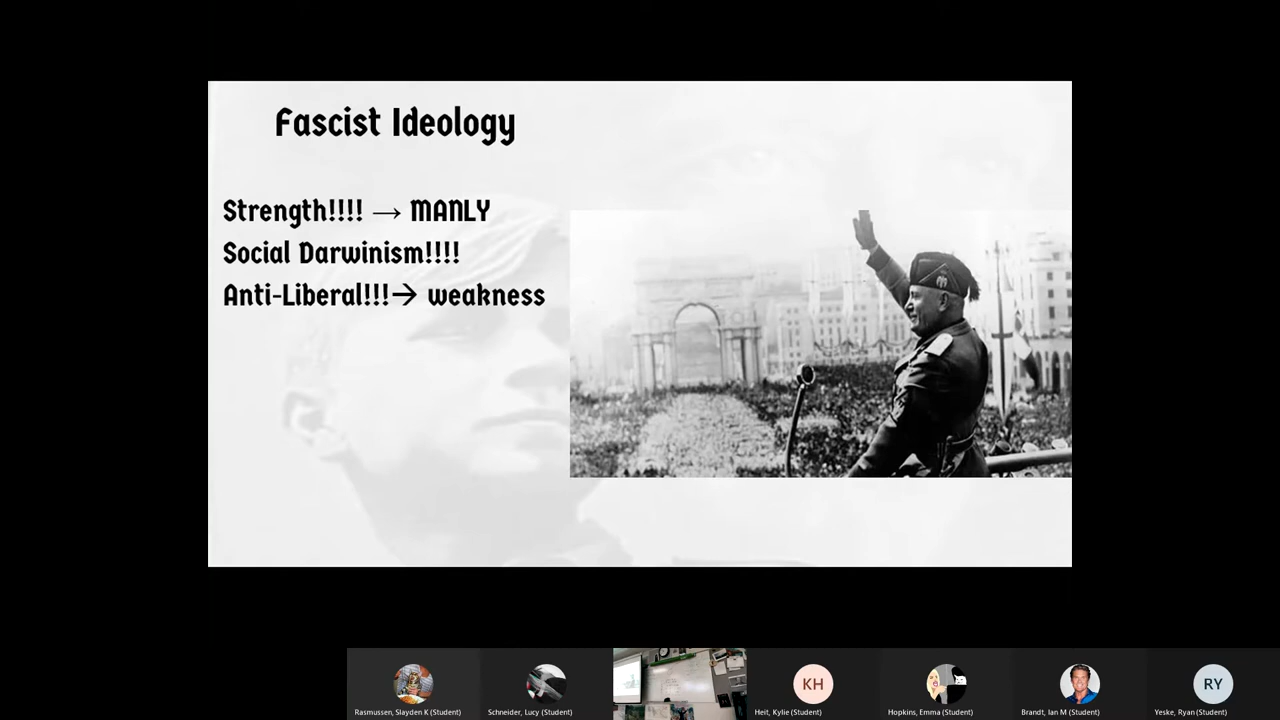 Fascist Ideology
Strength!!!! → MANLY
Social Darwinism!!!!
Anti-Liberal!!!→ weakness
KH
RY
Rasmussen, Slayden K (Student)
Schneider, Lucy (Student)
Heit, Kylie (Student)
Hopkins, Emma (Student)
Brandt, Ian M (Student)
Yeske, Ryan (Student)